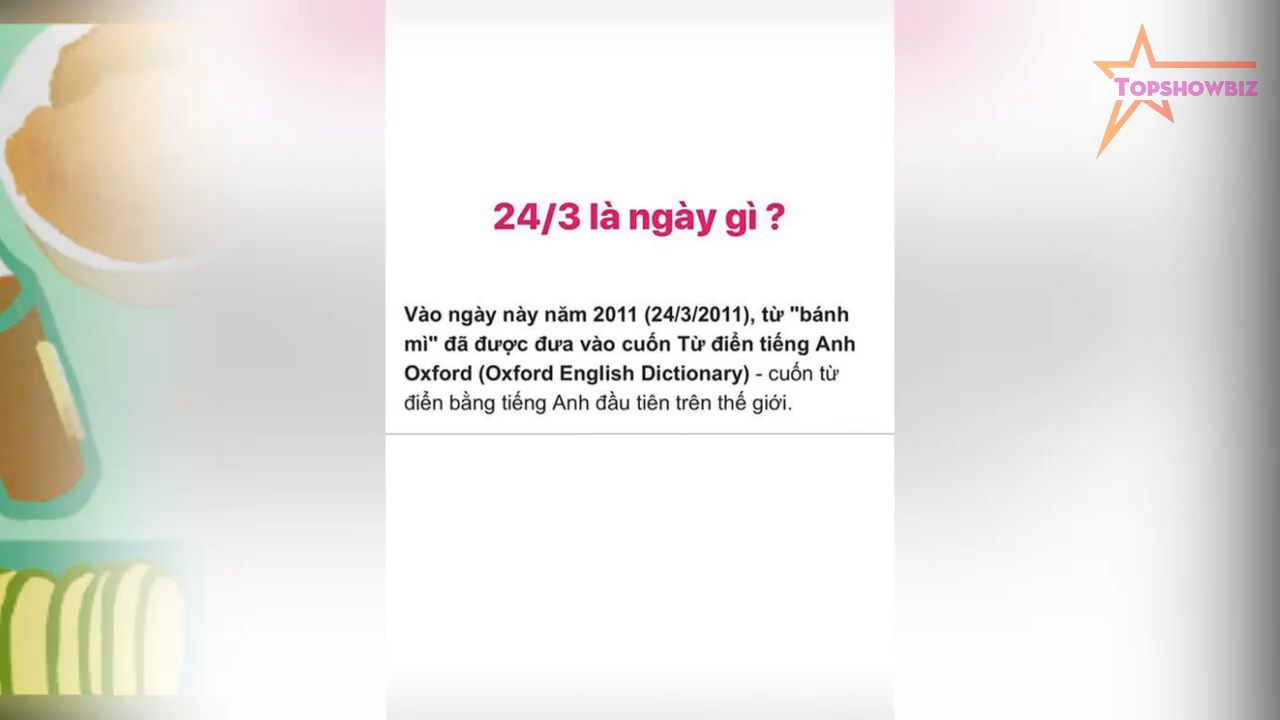 TOPSHOWBIZ
24/3 là ngày gì ?
Vào ngày này năm 2011 (24/3/2011), từ "bánh
mì" đã được đưa vào cuốn Từ điển tiếng Anh
Oxford (Oxford English Dictionary) - cuốn từ
điển bằng tiếng Anh đầu tiên trên thế giới.